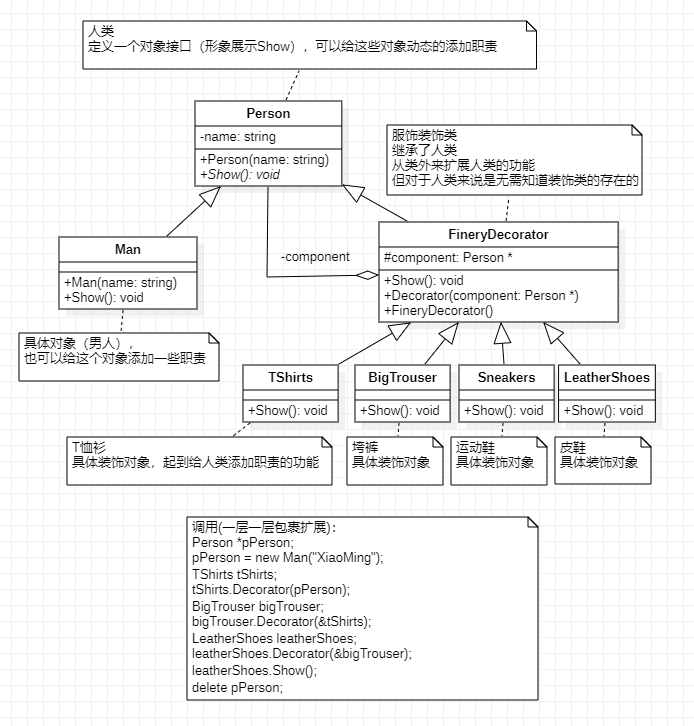 人类
定义一个对象接口（形象展示Show），可以给这些对象动态的添加职责
Person
-name: string
+Person(name: string)
+Show(): void
服饰装饰类
继承了人类
从类外来扩展人类的功能
但对于人类来说是无需知道装饰类的存在的
Man
+Man(name: string)
+Show(): void
-component
FineryDecorator
#component: Person *
+Show(): void
+Decorator(component: Person *)
+FineryDecorator()
具体对象（男人），
也可以给这个对象添加一些职责
TShirts
+Show(): void
BigTrouser
+Show(): void
Sneakers
+Show(): void
LeatherShoes
+Show(): void
T恤衫
具体装饰对象，起到给人类添加职责的功能
垮裤
具体装饰对象
运动鞋
具体装饰对象
皮鞋
具体装饰对象
调用(一层一层包裹扩展)：
Person *pPerson;
pPerson = new Man("XiaoMing");
TShirts tShirts;
tShirts.Decorator(pPerson);
BigTrouser bigTrouser;
bigTrouser.Decorator(&tShirts);
LeatherShoes leatherShoes;
leatherShoes.Decorator(&bigTrouser);
leatherShoes.Show();
delete pPerson;